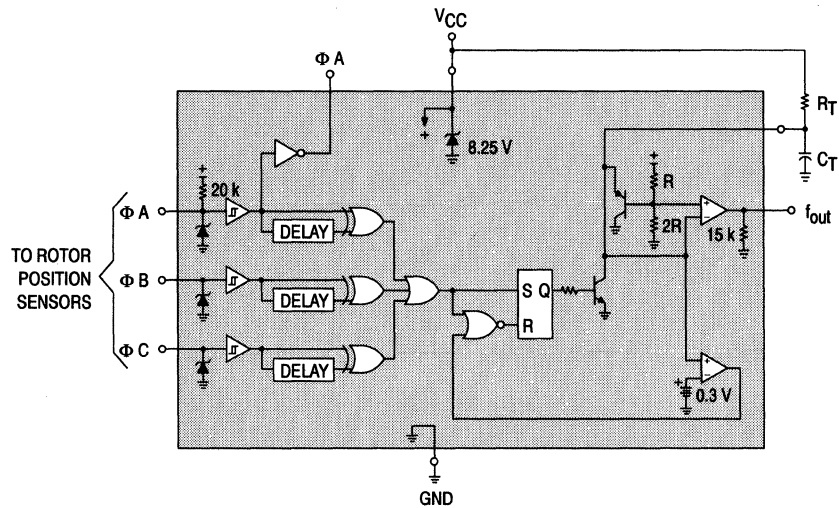 V_CC
Φ A
R_T
+
8.25 V
C_T
+
20 k
+
R
Φ A
+
−
f_out
DELAY
2R
15 k
TO ROTOR
POSITION
SENSORS
Φ B
DELAY
S Q
R
Φ C
DELAY
+
−
+
0.3 V
GND